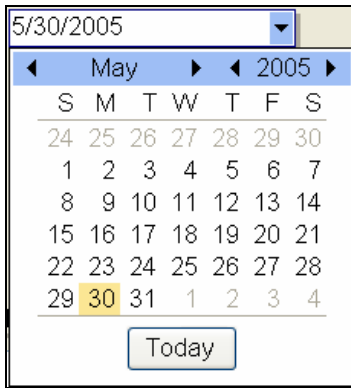 5/30/2005
May 2005
S M T W T F S
24 25 26 27 28 29 30
1 2 3 4 5 6 7
8 9 10 11 12 13 14
15 16 17 18 19 20 21
22 23 24 25 26 27 28
29 30 31 1 2 3 4
Today